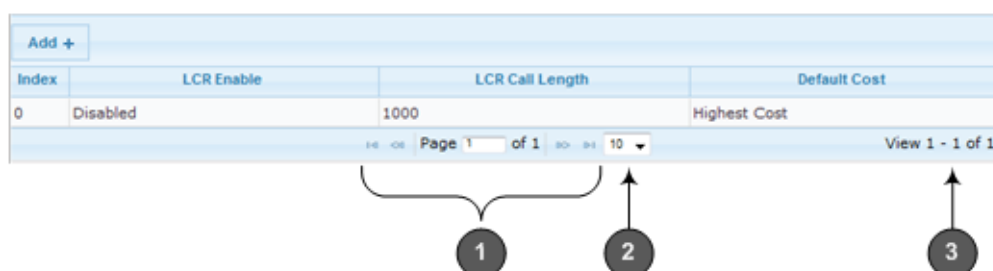 Add +
Index LCR Enable LCR Call Length Default Cost
0 Disabled 1000 Highest Cost
Page 1 of 1 10 View 1 - 1 of 1
1 2 3